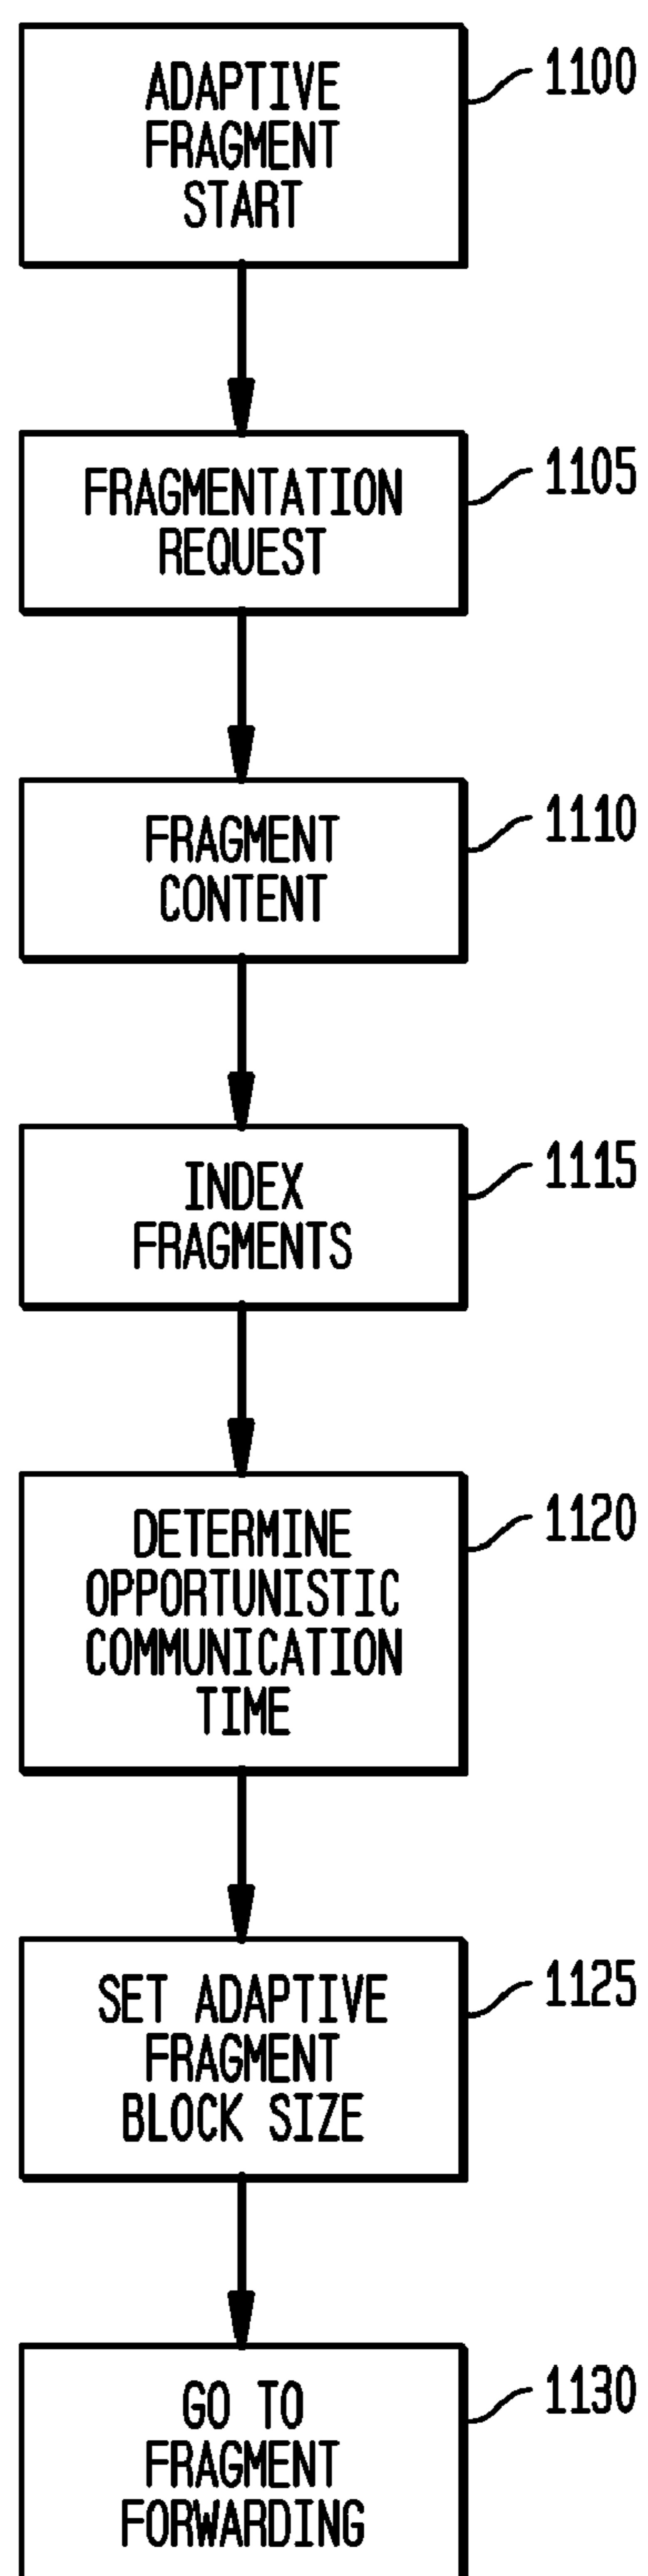 ADAPTIVE
FRAGMENT
START
1100
FRAGMENTATION
REQUEST
1105
FRAGMENT
CONTENT
1110
INDEX
FRAGMENTS
1115
DETERMINE
OPPORTUNISTIC
COMMUNICATION
TIME
1120
SET ADAPTIVE
FRAGMENT
BLOCK SIZE
1125
GO TO
FRAGMENT
FORWARDING
1130